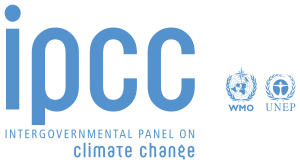 ipcc
INTERGOVERNMENTAL PANEL ON
climate change
WMO
UNEP